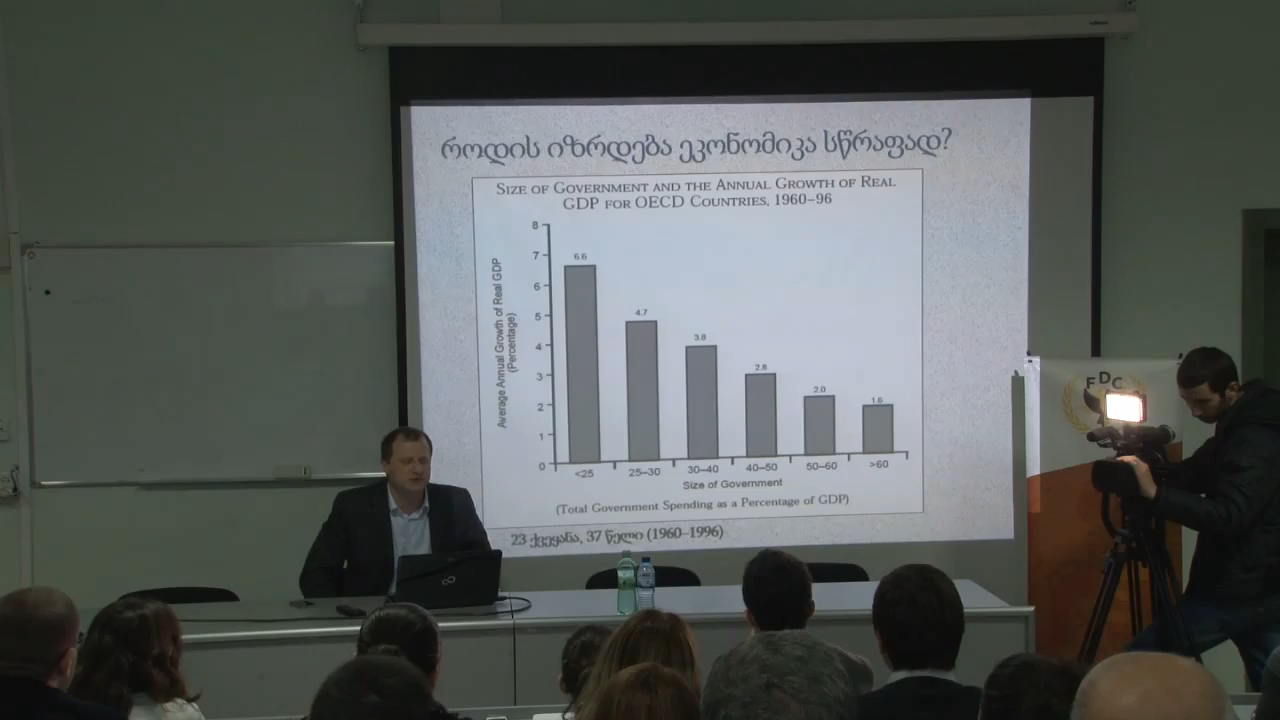 როდის იზრდება ეკონომიკა სწრაფად?
SIZE OF GOVERNMENT AND THE ANNUAL GROWTH OF REAL
GDP FOR OECD COUNTRIES, 1960–96
Average Annual Growth of Real GDP
(Percentage)
8
7
6
5
4
3
2
1
0
6.6
4.7
3.8
2.8
2.0
1.6
<25
25–30
30–40
40–50
50–60
>60
Size of Government
(Total Government Spending as a Percentage of GDP)
23 ქვეყანა, 37 წელი (1960–1996)
FDC